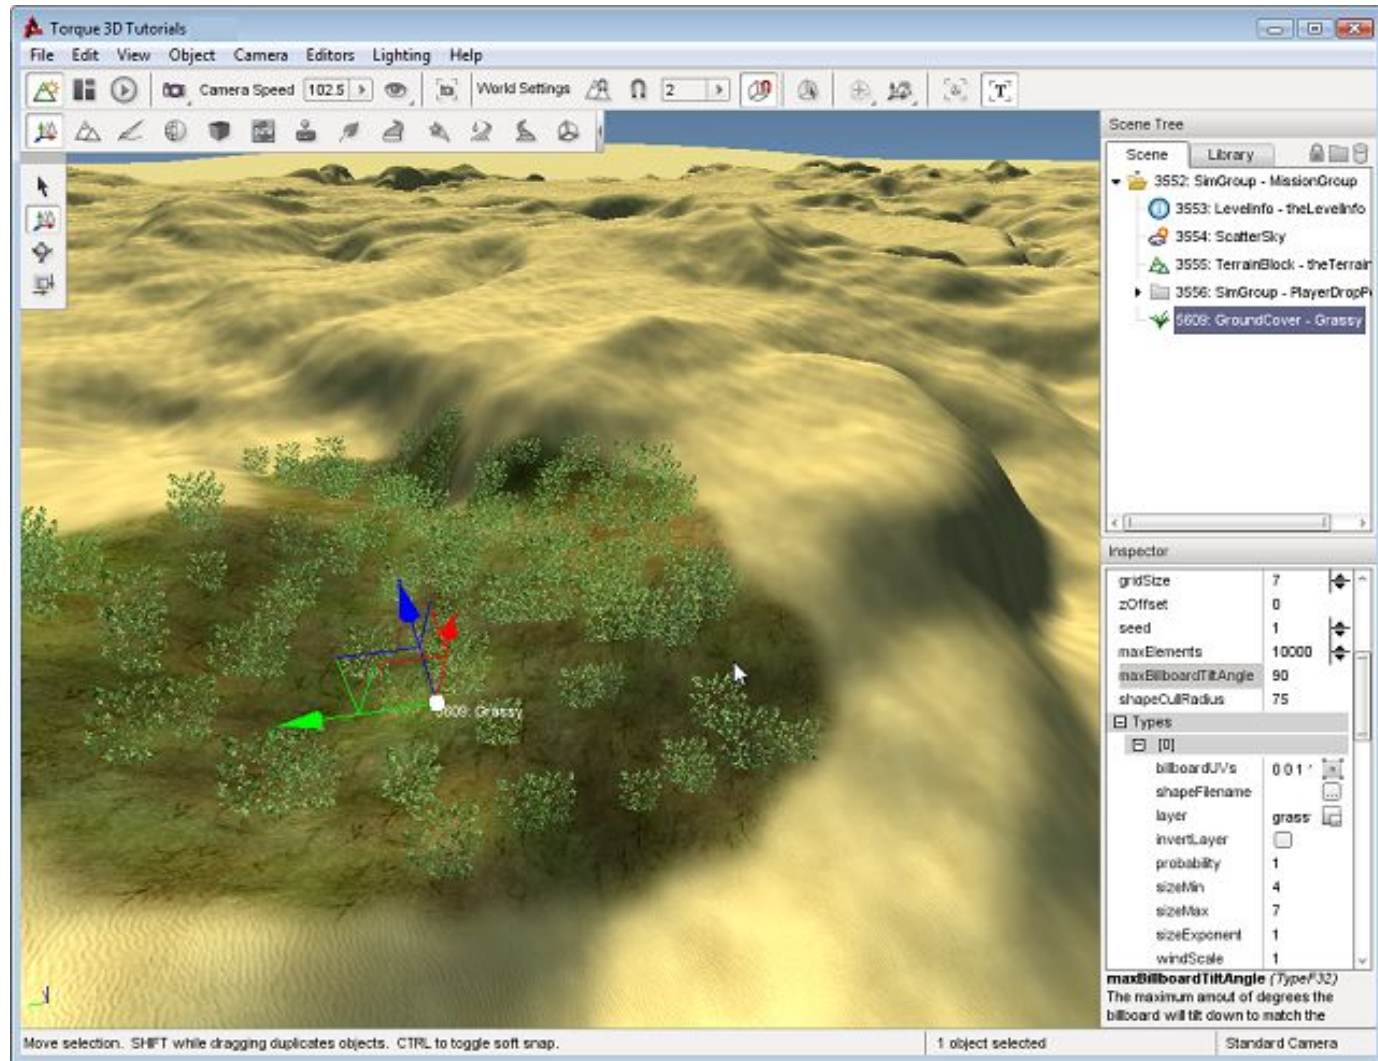 Torque 3D Tutorials
File Edit View Object Camera Editors Lighting Help
Camera Speed 102.5 World Settings 2
Scene Tree
Scene Library
3552: SimGroup - MissionGroup
3553: LevelInfo - theLevelInfo
3554: ScatterSky
3555: TerrainBlock - theTerrain
3556: SimGroup - PlayerDropP
5609: GroundCover - Grassy
5609: Grassy
Inspector
gridSize 7
zOffset 0
seed 1
maxElements 10000
maxBillboardTiltAngle 90
shapeCullRadius 75
Types
[0]
billboardUVs 0 0 1
shapeFilename ...
layer grass
invertLayer
probability 1
sizeMin 4
sizeMax 7
sizeExponent 1
windScale 1
maxBillboardTiltAngle (TypeF32)
The maximum amout of degrees the
billboard will tilt down to match the
Move selection. SHIFT while dragging duplicates objects. CTRL to toggle soft snap. 1 object selected Standard Camera